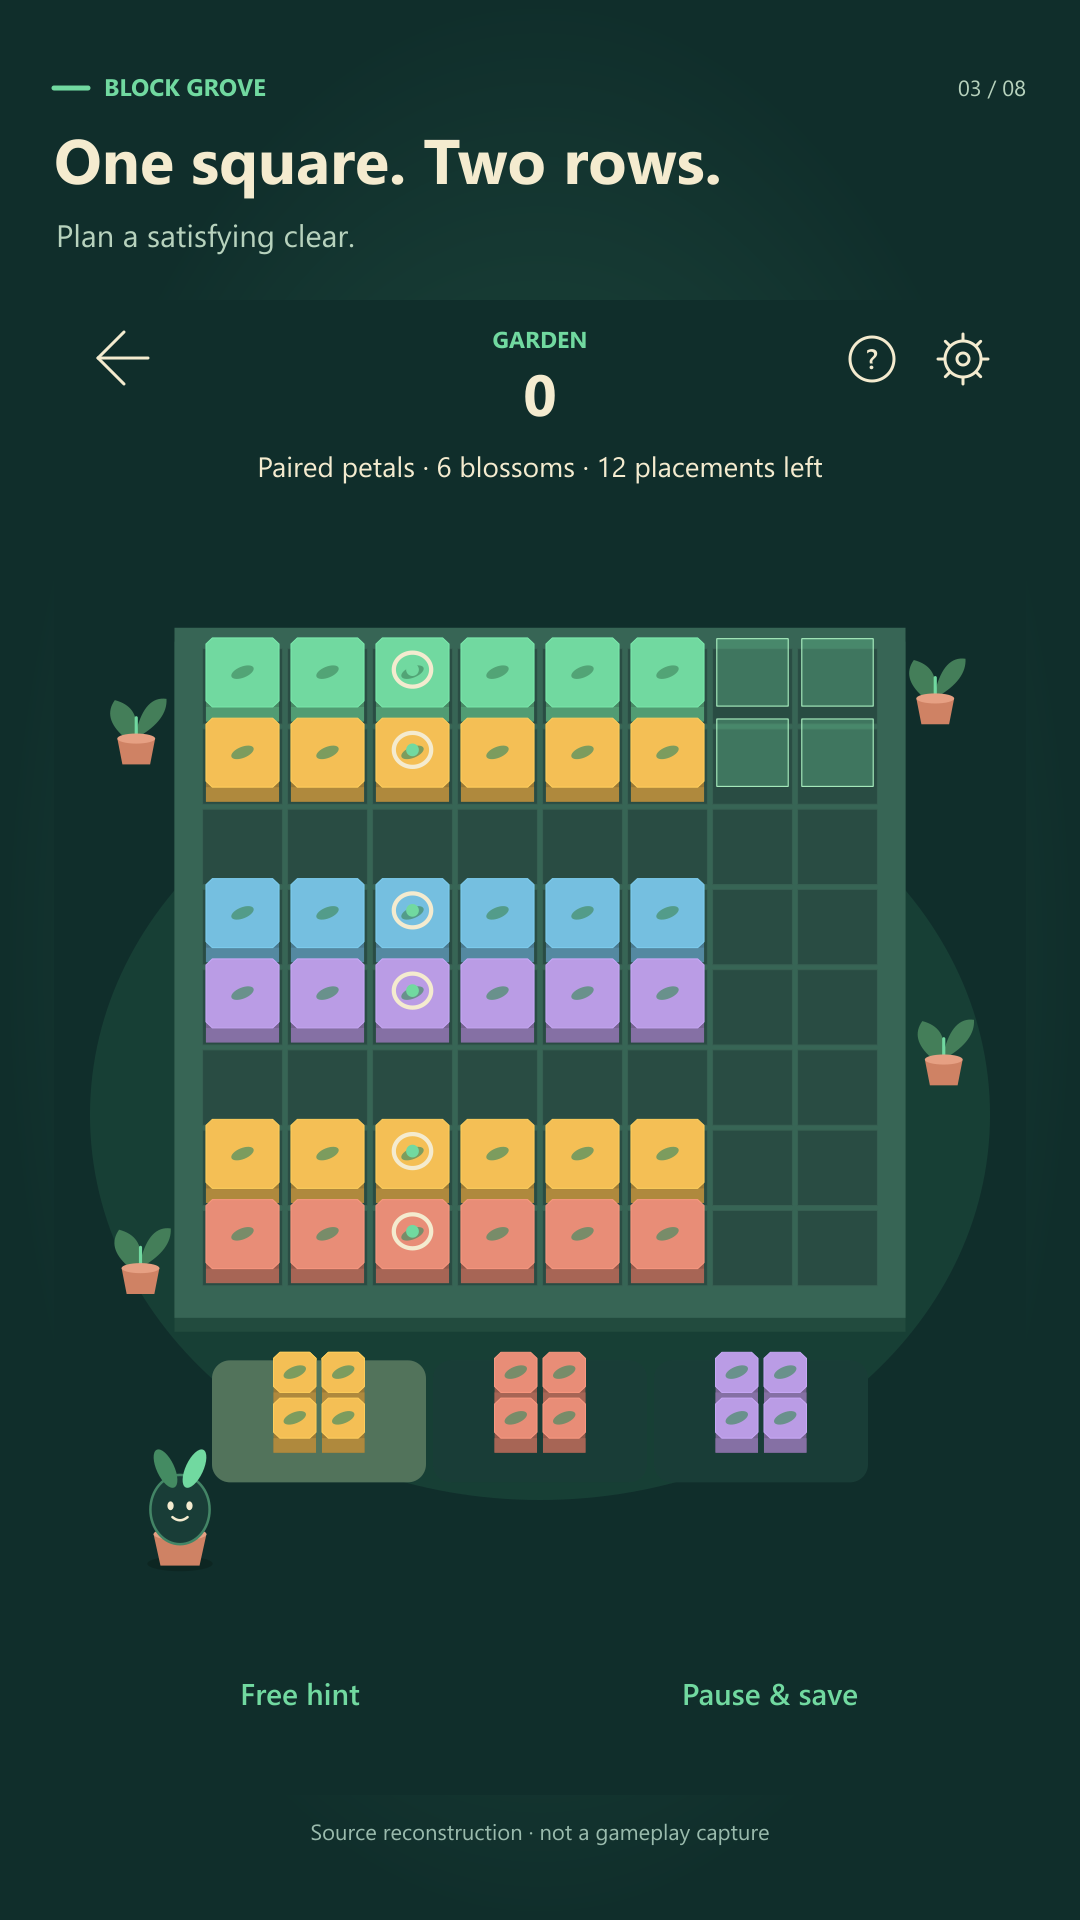 BLOCK GROVE
03 / 08
One square. Two rows.
Plan a satisfying clear.
GARDEN
?
0
Paired petals · 6 blossoms · 12 placements left
Free hint
Pause & save
Source reconstruction · not a gameplay capture